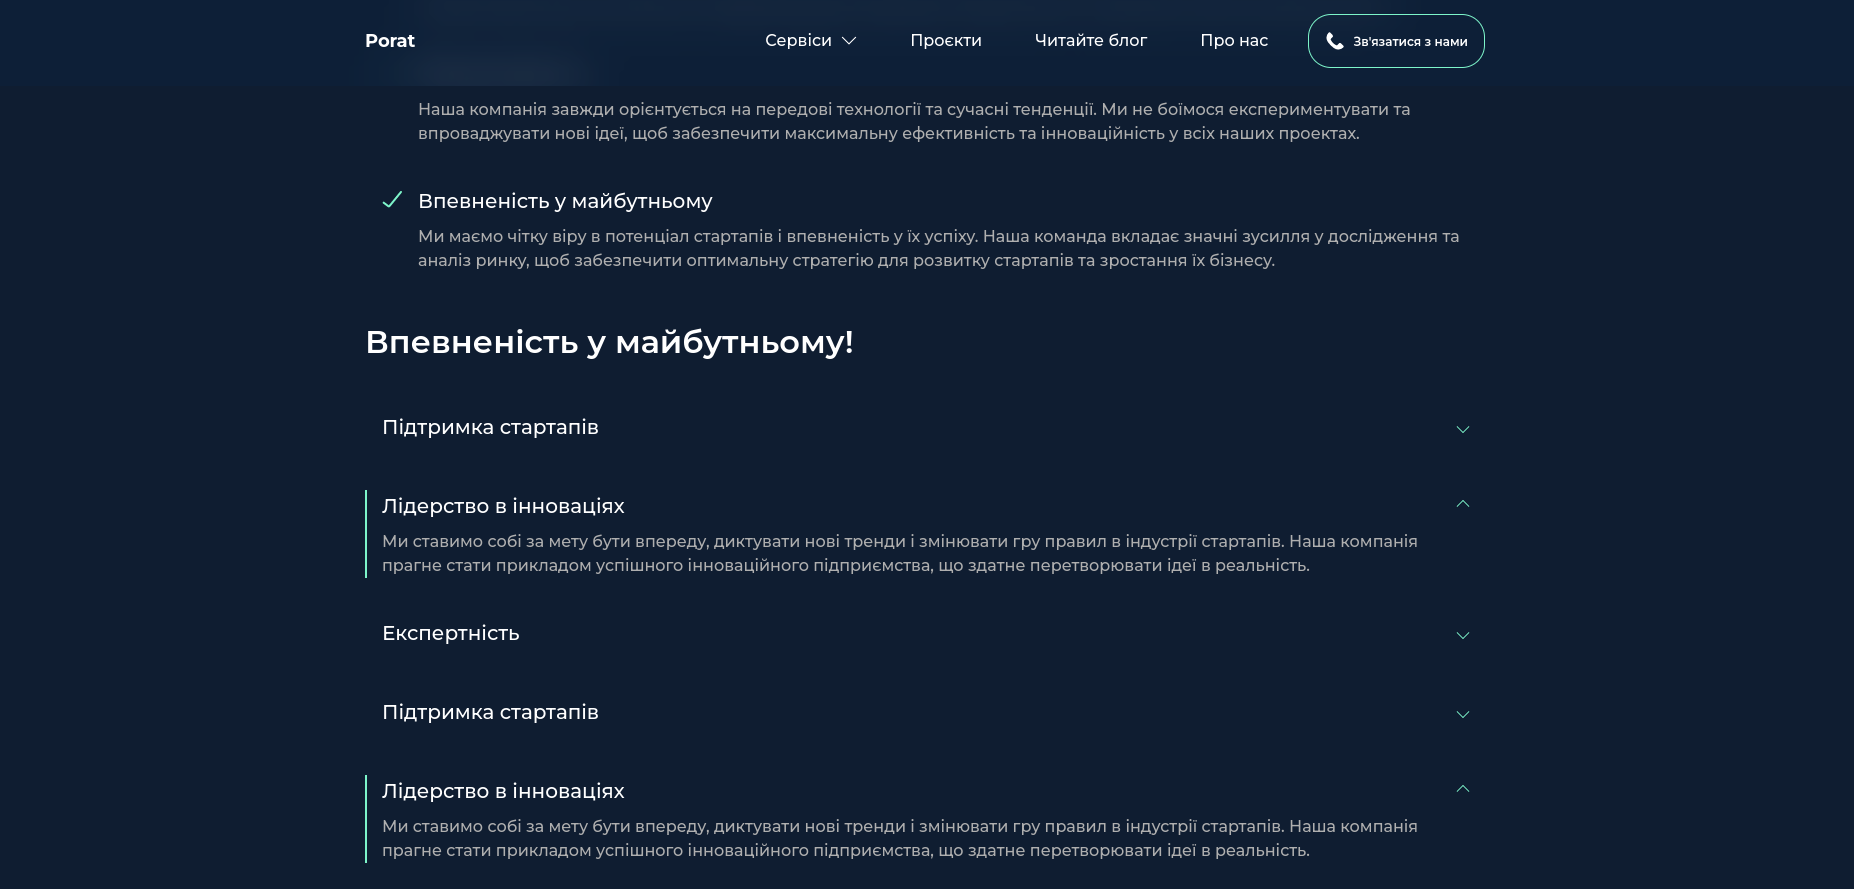 Porat
Сервіси
Проєкти
Читайте блог
Про нас
Зв'язатися з нами
Наша компанія завжди орієнтується на передові технології та сучасні тенденції. Ми не боїмося експериментувати та
впроваджувати нові ідеї, щоб забезпечити максимальну ефективність та інноваційність у всіх наших проектах.
Впевненість у майбутньому
Ми маємо чітку віру в потенціал стартапів і впевненість у їх успіху. Наша команда вкладає значні зусилля у дослідження та
аналіз ринку, щоб забезпечити оптимальну стратегію для розвитку стартапів та зростання їх бізнесу.
Впевненість у майбутньому!
Підтримка стартапів
Лідерство в інноваціях
Ми ставимо собі за мету бути впереду, диктувати нові тренди і змінювати гру правил в індустрії стартапів. Наша компанія
прагне стати прикладом успішного інноваційного підприємства, що здатне перетворювати ідеї в реальність.
Експертність
Підтримка стартапів
Лідерство в інноваціях
Ми ставимо собі за мету бути впереду, диктувати нові тренди і змінювати гру правил в індустрії стартапів. Наша компанія
прагне стати прикладом успішного інноваційного підприємства, що здатне перетворювати ідеї в реальність.